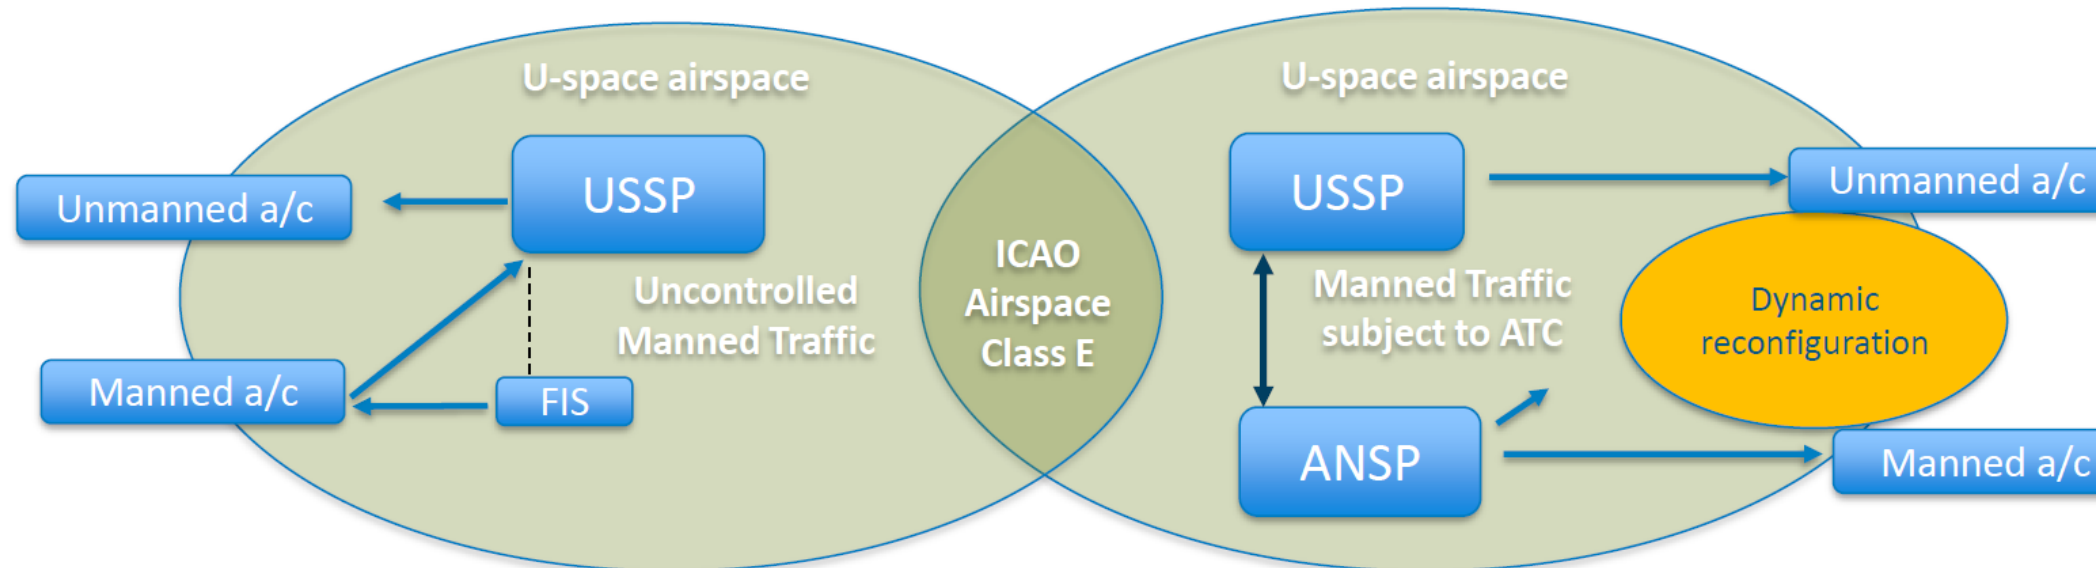 U-space airspace
USSP
Unmanned a/c
Uncontrolled
Manned Traffic
Manned a/c
FIS
ICAO
Airspace
Class E
U-space airspace
USSP
Unmanned a/c
Manned Traffic
subject to ATC
Dynamic
reconfiguration
ANSP
Manned a/c